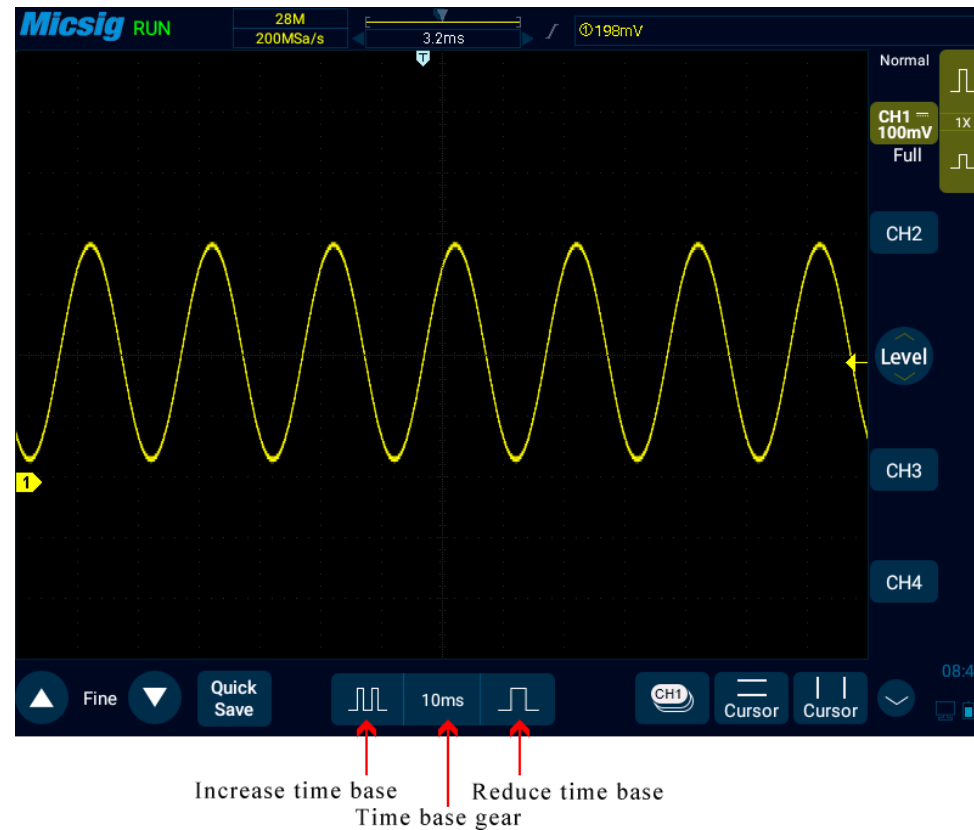 Micsig RUN
28M
200MSa/s
3.2ms
①198mV
T
Normal
CH1
100mV
1X
Full
CH2
Level
1
CH3
CH4
08:4
Fine
Quick
Save
10ms
CH1
Cursor
Cursor
Increase time base
Reduce time base
Time base gear